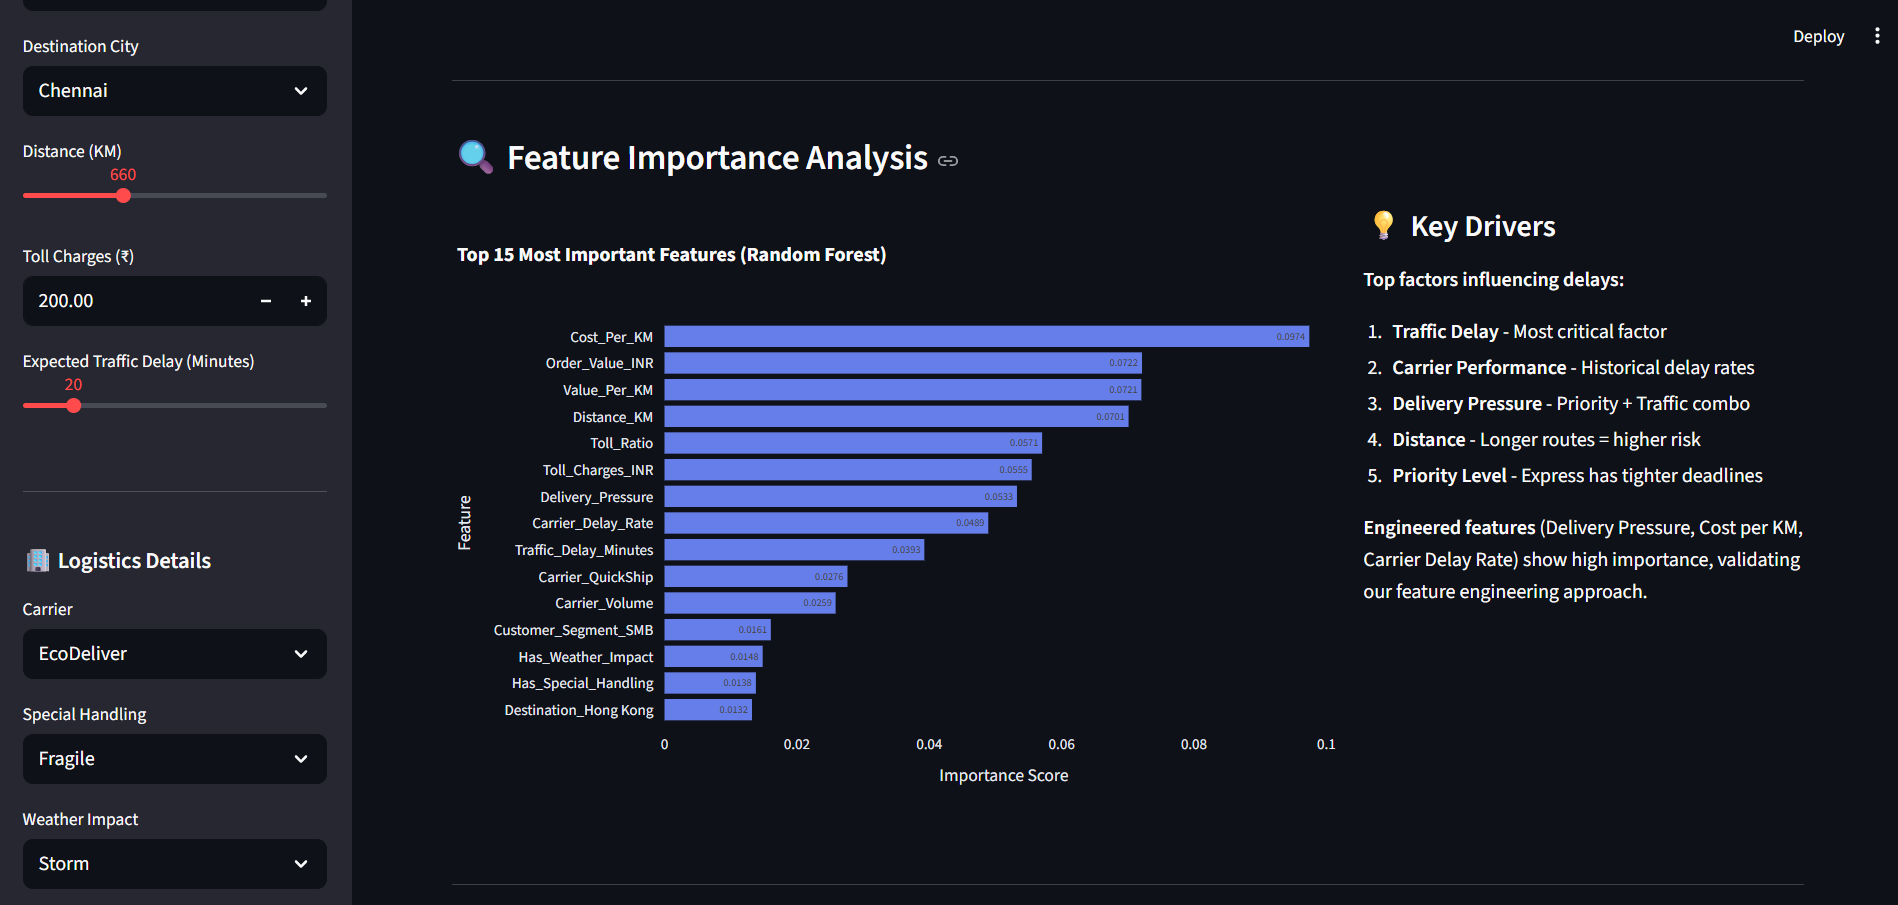 Destination City
Chennai
Distance (KM)
660
Toll Charges (₹)
200.00
Expected Traffic Delay (Minutes)
20
Logistics Details
Carrier
EcoDeliver
Special Handling
Fragile
Weather Impact
Storm
Deploy
Feature Importance Analysis
Top 15 Most Important Features (Random Forest)
Feature
Cost_Per_KM 0.0974
Order_Value_INR 0.0722
Value_Per_KM 0.0721
Distance_KM 0.0701
Toll_Ratio 0.0571
Toll_Charges_INR 0.0555
Delivery_Pressure 0.0533
Carrier_Delay_Rate 0.0489
Traffic_Delay_Minutes 0.0393
Carrier_QuickShip 0.0276
Carrier_Volume 0.0259
Customer_Segment_SMB 0.0161
Has_Weather_Impact 0.0148
Has_Special_Handling 0.0138
Destination_Hong Kong 0.0132
0 0.02 0.04 0.06 0.08 0.1
Importance Score
Key Drivers
Top factors influencing delays:
1. Traffic Delay - Most critical factor
2. Carrier Performance - Historical delay rates
3. Delivery Pressure - Priority + Traffic combo
4. Distance - Longer routes = higher risk
5. Priority Level - Express has tighter deadlines
Engineered features (Delivery Pressure, Cost per KM,
Carrier Delay Rate) show high importance, validating
our feature engineering approach.